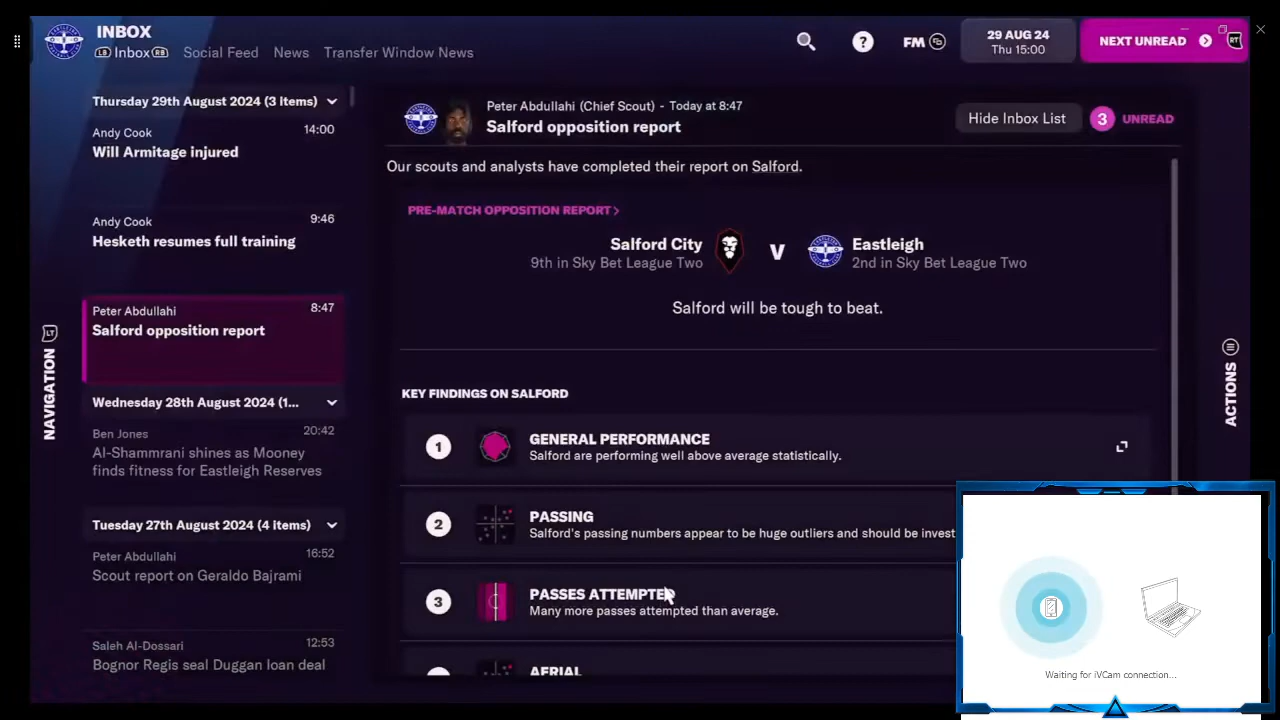 INBOX
LB Inbox RB
Social Feed
News
Transfer Window News
?
FM
29 AUG 24
Thu 15:00
NEXT UNREAD
RT
Thursday 29th August 2024 (3 items)
Andy Cook
14:00
Will Armitage injured
Andy Cook
9:46
Hesketh resumes full training
Peter Abdullahi
8:47
Salford opposition report
Wednesday 28th August 2024 (1...
Ben Jones
20:42
Al-Shammrani shines as Mooney
finds fitness for Eastleigh Reserves
Tuesday 27th August 2024 (4 items)
Peter Abdullahi
16:52
Scout report on Geraldo Bajrami
Saleh Al-Dossari
12:53
Bognor Regis seal Duggan loan deal
LT
NAVIGATION
Peter Abdullahi (Chief Scout) - Today at 8:47
Salford opposition report
Hide Inbox List
3 UNREAD
Our scouts and analysts have completed their report on Salford.
PRE-MATCH OPPOSITION REPORT >
Salford City
9th in Sky Bet League Two
V
Eastleigh
2nd in Sky Bet League Two
Salford will be tough to beat.
KEY FINDINGS ON SALFORD
1
GENERAL PERFORMANCE
Salford are performing well above average statistically.
2
PASSING
Salford's passing numbers appear to be huge outliers and should be invest
3
PASSES ATTEMPTED
Many more passes attempted than average.
AERIAL
ACTIONS
Waiting for iVCam connection...